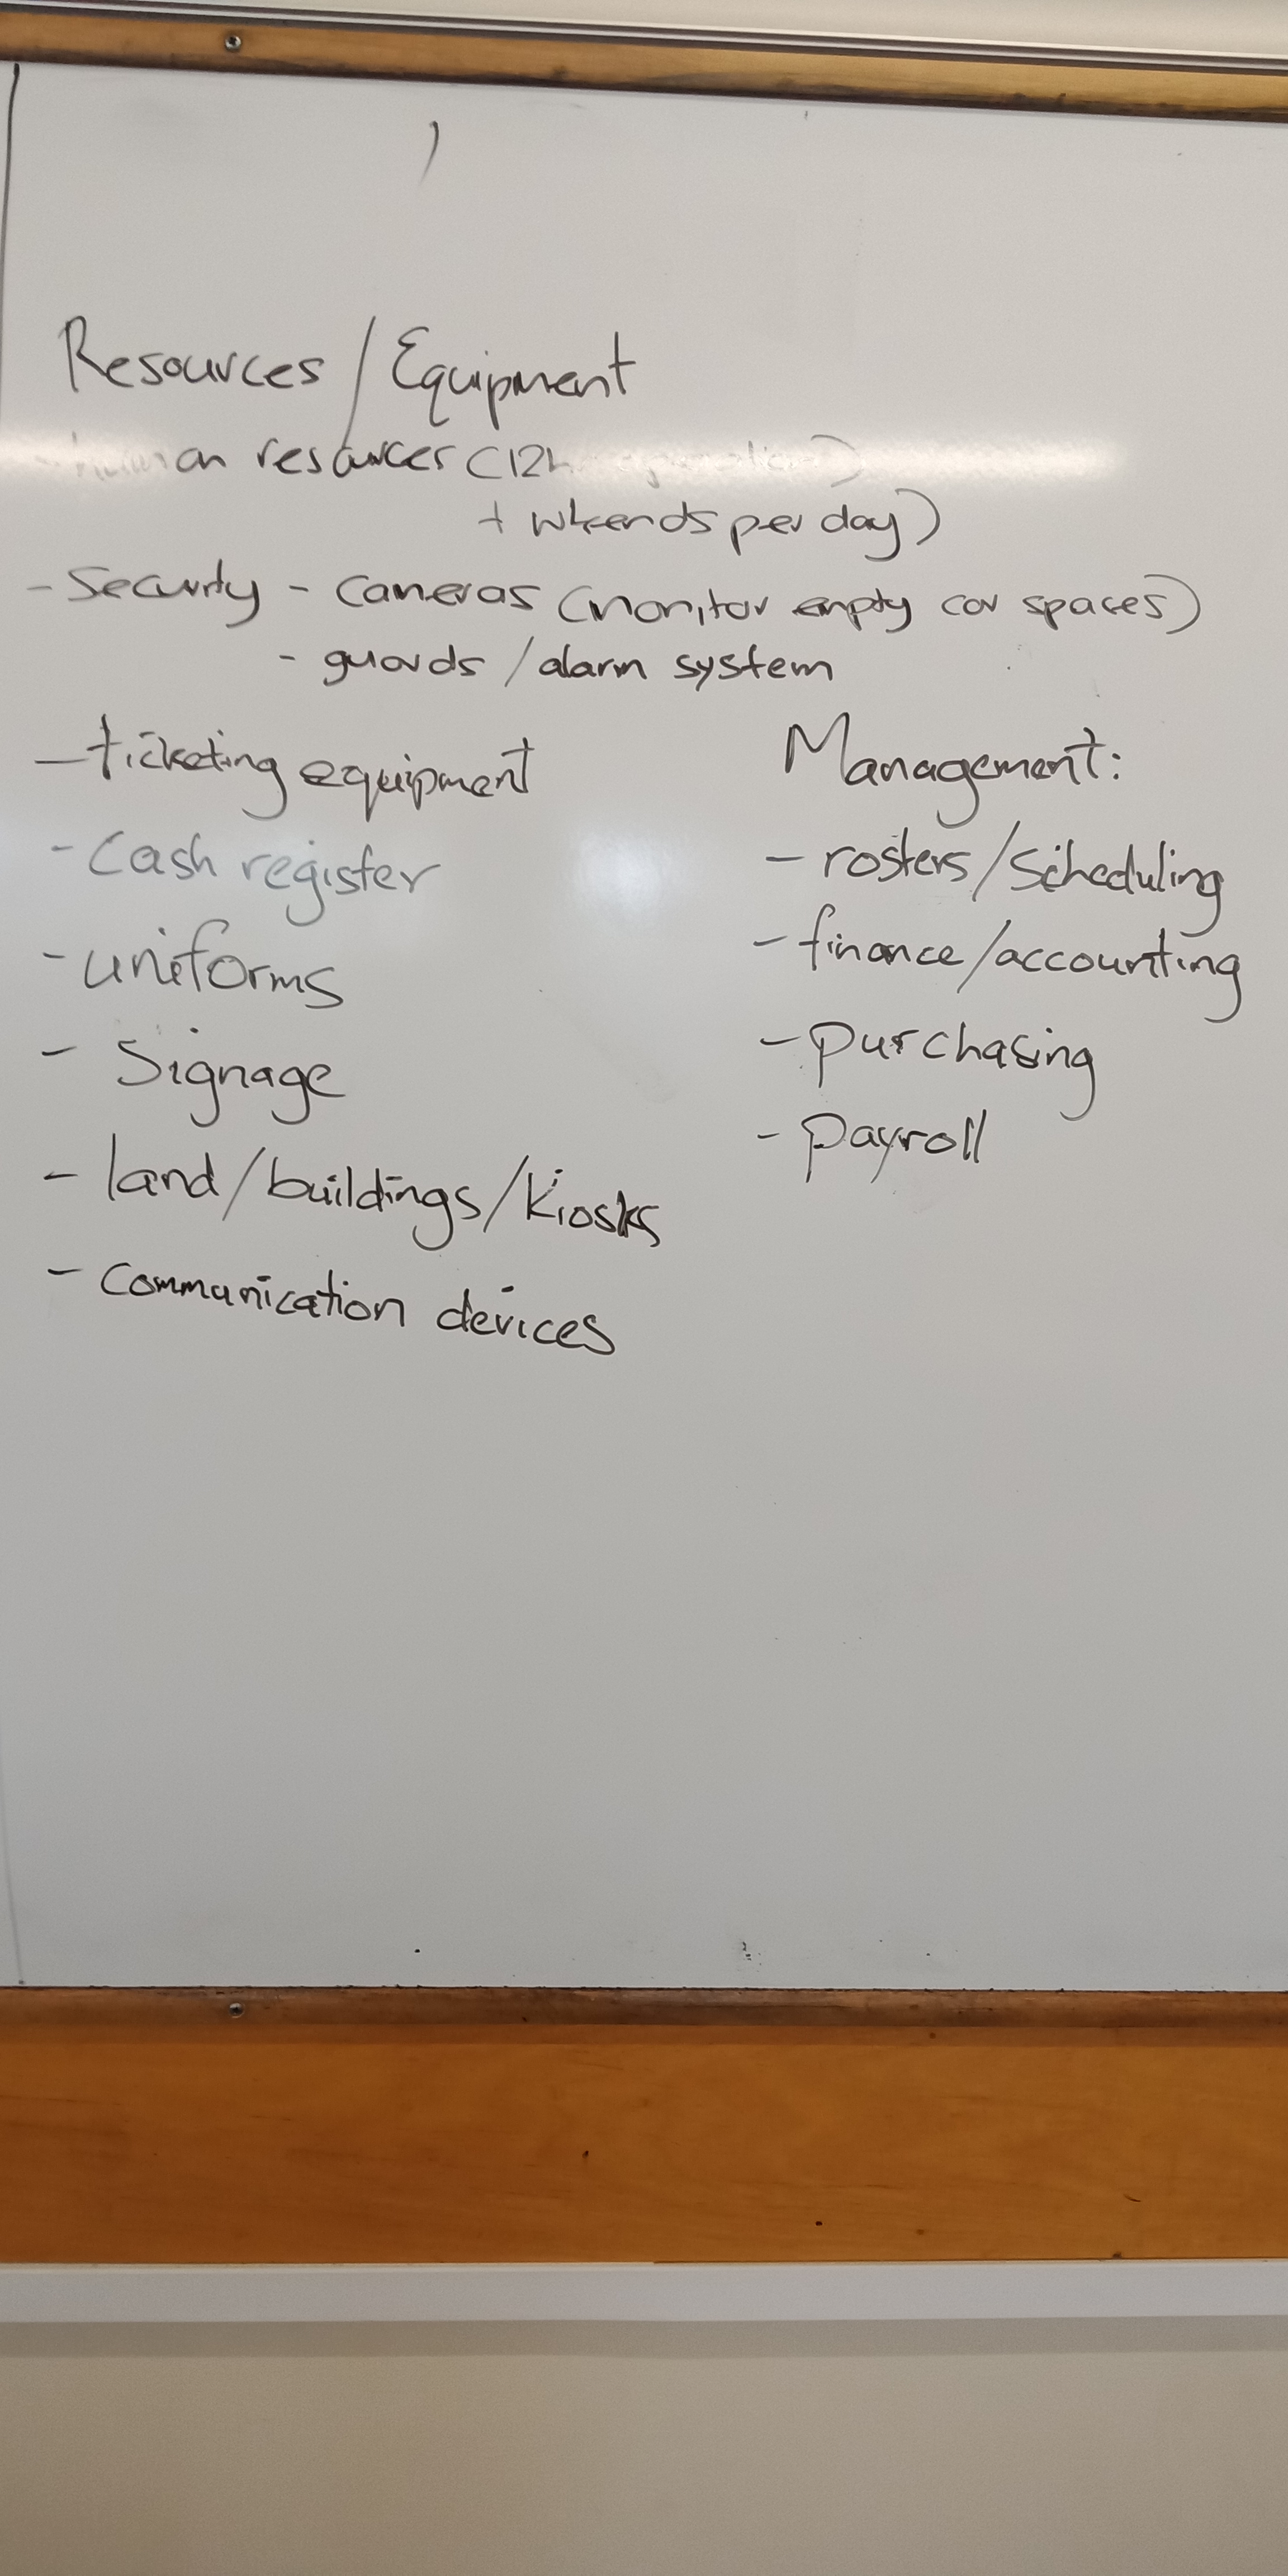 Resources / Equipment
- human resources (12h operation)
+ wkends per day)
- Security - cameras (monitor empty car spaces)
- guards / alarm system
- ticketing equipment
- Cash register
- uniforms
- Signage
- land/buildings/kiosks
- Communication devices
Management:
- rosters/scheduling
- finance/accounting
- purchasing
- payroll